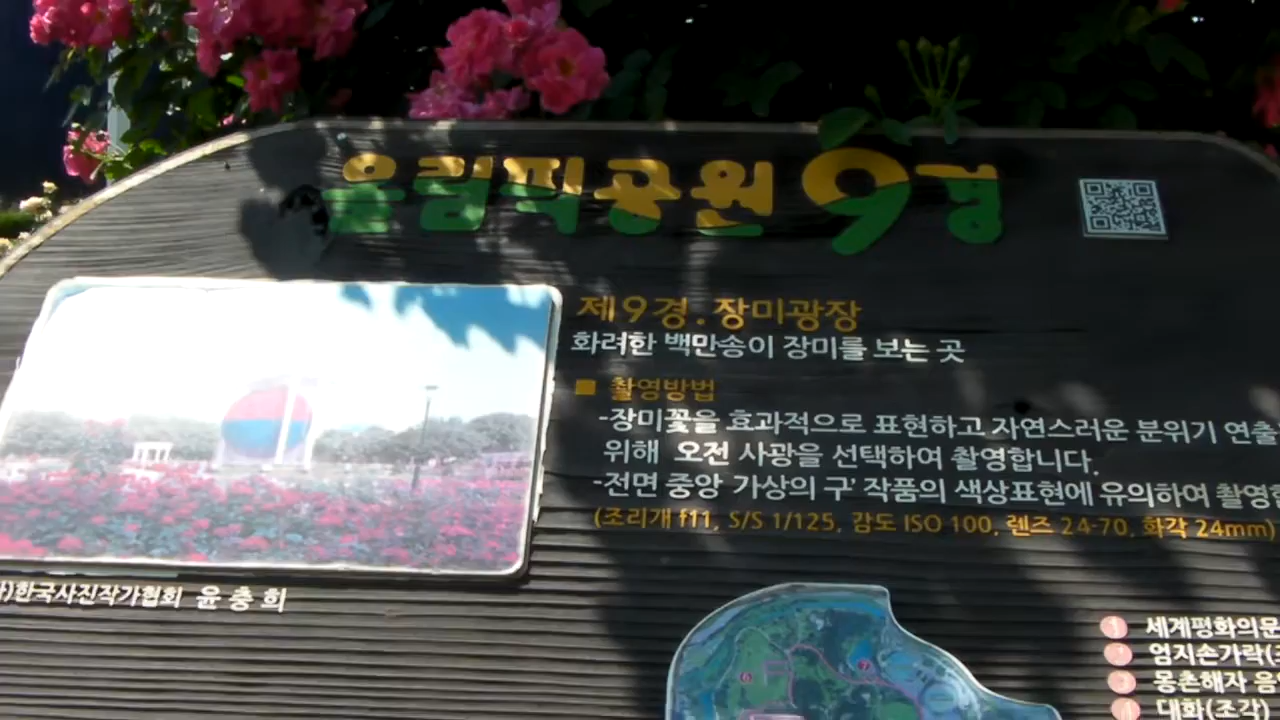 올림픽공원 9경
제9경. 장미광장
화려한 백만송이 장미를 보는 곳
■ 촬영방법
-장미꽃을 효과적으로 표현하고 자연스러운 분위기 연출
위해 오전 사광을 선택하여 촬영합니다.
-전면 중앙 '가상의 구' 작품의 색상표현에 유의하여
(조리개 f11, S/S 1/125, 감도 ISO 100, 렌즈 24-70, 화각 24mm)
한국사진작가협회 윤충희
1 세계평화의문
2 엄지손가락
3 몽촌해자
4 대화(조각)
6
7